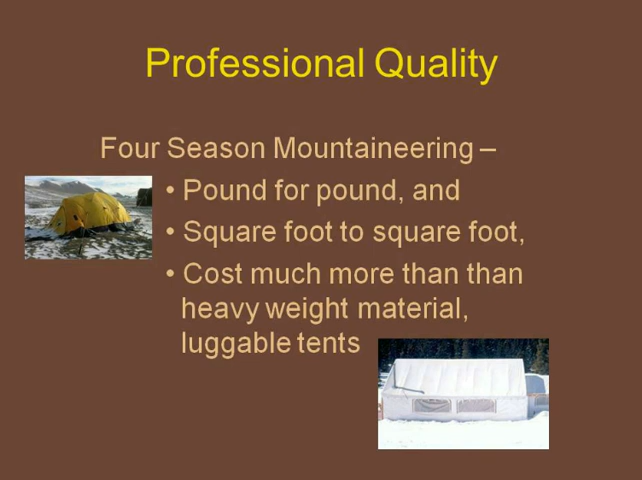 Professional Quality
Four Season Mountaineering –
• Pound for pound, and
• Square foot to square foot,
• Cost much more than than
heavy weight material,
luggable tents